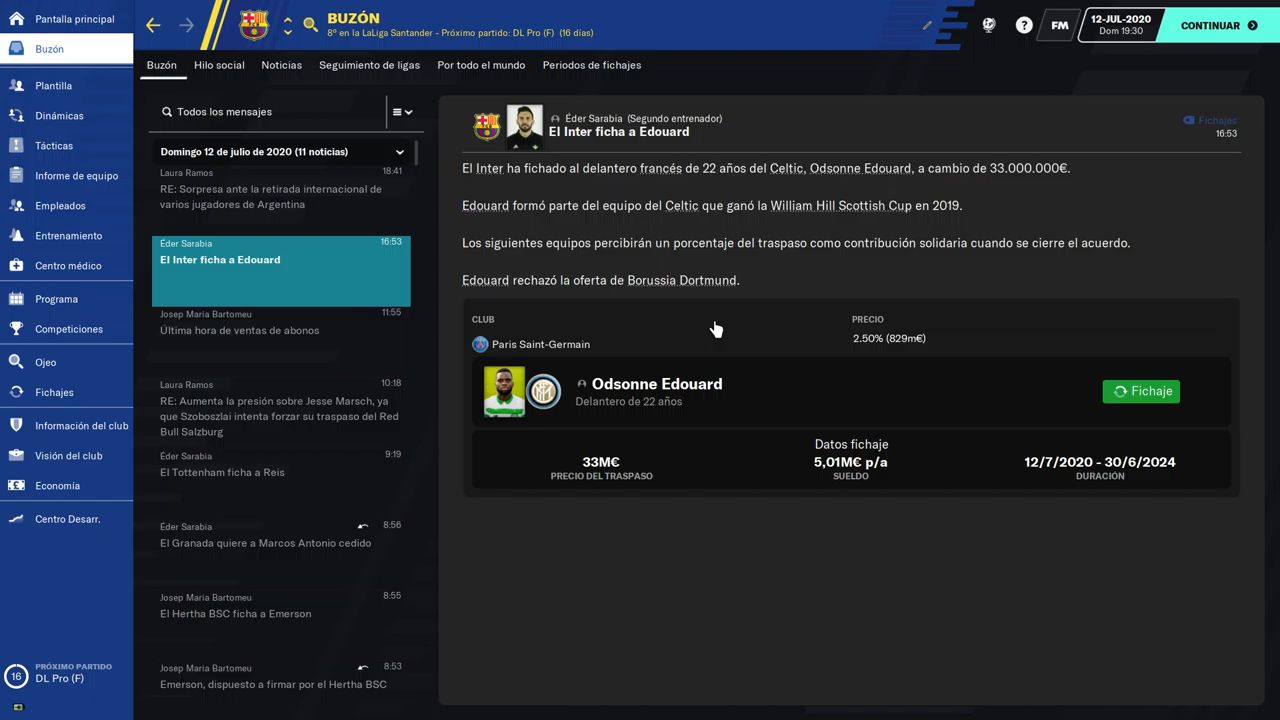 Pantalla principal
Buzón
Plantilla
Dinámicas
Tácticas
Informe de equipo
Empleados
Entrenamiento
Centro médico
Programa
Competiciones
Ojeo
Fichajes
Información del club
Visión del club
Economía
Centro Desarr.
16
PRÓXIMO PARTIDO
DL Pro (F)
BUZÓN
8º en la LaLiga Santander - Próximo partido: DL Pro (F) (16 días)
?
FM
12-JUL-2020
Dom 19:30
CONTINUAR
Buzón Hilo social Noticias Seguimiento de ligas Por todo el mundo Periodos de fichajes
Todos los mensajes
Domingo 12 de julio de 2020 (11 noticias)
Laura Ramos 18:41
RE: Sorpresa ante la retirada internacional de
varios jugadores de Argentina
Éder Sarabia 16:53
El Inter ficha a Edouard
Josep Maria Bartomeu 11:55
Última hora de ventas de abonos
Laura Ramos 10:18
RE: Aumenta la presión sobre Jesse Marsch, ya
que Szoboszlai intenta forzar su traspaso del Red
Bull Salzburg
Éder Sarabia 9:19
El Tottenham ficha a Reis
Éder Sarabia 8:56
El Granada quiere a Marcos Antonio cedido
Josep Maria Bartomeu 8:55
El Hertha BSC ficha a Emerson
Josep Maria Bartomeu 8:53
Emerson, dispuesto a firmar por el Hertha BSC
Éder Sarabia (Segundo entrenador)
El Inter ficha a Edouard
Fichajes
16:53
El Inter ha fichado al delantero francés de 22 años del Celtic, Odsonne Edouard, a cambio de 33.000.000€.
Edouard formó parte del equipo del Celtic que ganó la William Hill Scottish Cup en 2019.
Los siguientes equipos percibirán un porcentaje del traspaso como contribución solidaria cuando se cierre el acuerdo.
Edouard rechazó la oferta de Borussia Dortmund.
CLUB PRECIO
Paris Saint-Germain 2.50% (829m€)
Odsonne Edouard
Delantero de 22 años
Fichaje
Datos fichaje
33M€ 5,01M€ p/a 12/7/2020 - 30/6/2024
PRECIO DEL TRASPASO SUELDO DURACIÓN